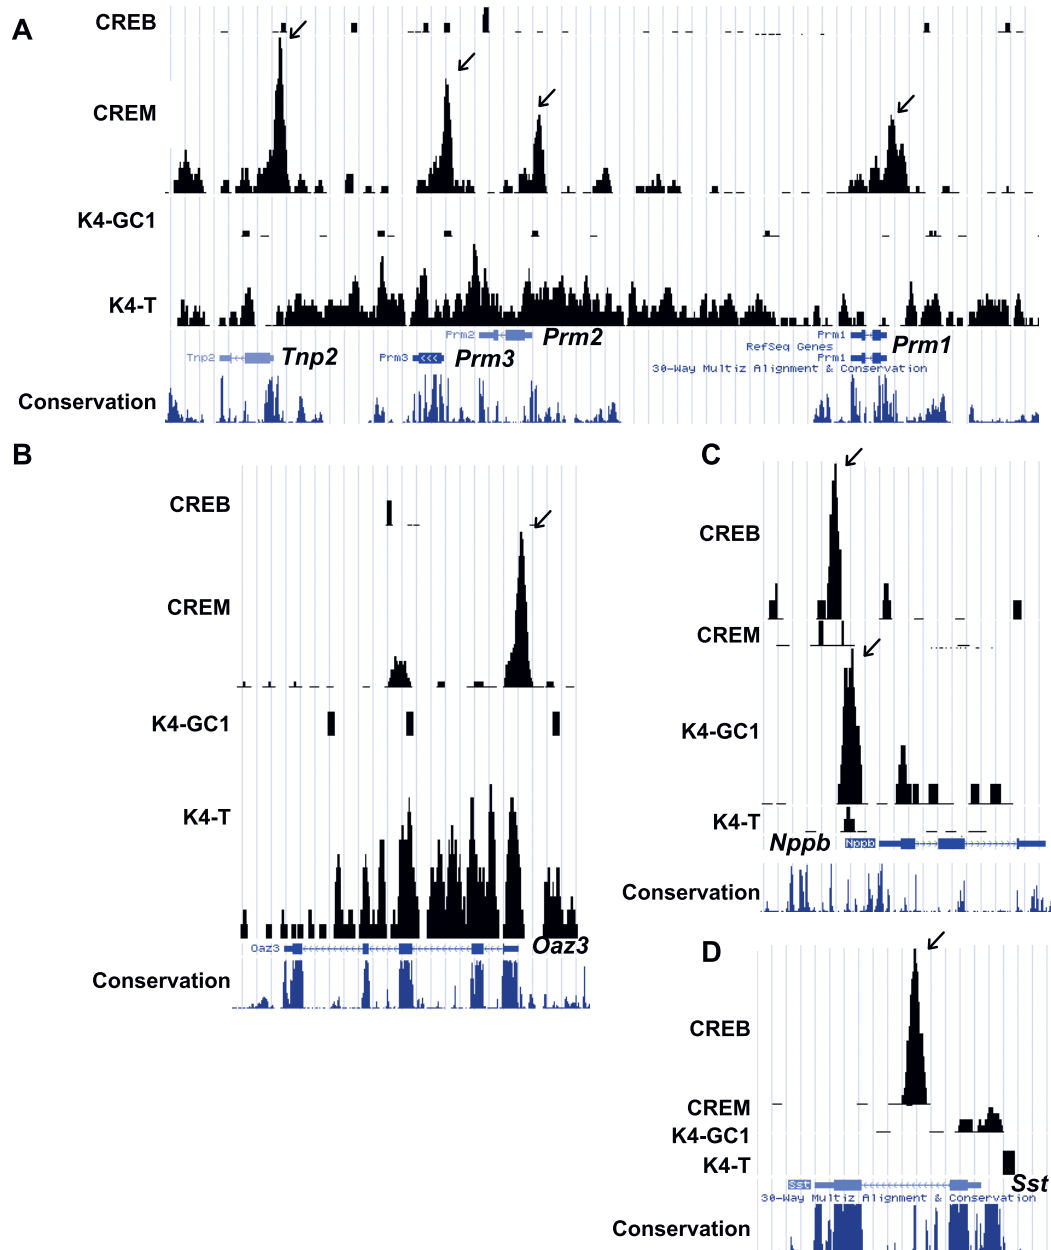 A
CREB
CREM
K4-GC1
K4-T
Prm2
Prm2
Prm1
RefSeq Genes
Prm1
Tnp2
Tnp2
Prm3
Prm3
Prm1
30-Way Multiz Alignment & Conservation
Conservation
B
CREB
CREM
K4-GC1
K4-T
Oaz3
Oaz3
Conservation
C
CREB
CREM
K4-GC1
K4-T
Nppb
Nppb
Conservation
D
CREB
CREM
K4-GC1
K4-T
Sst
Sst
30-Way Multiz Alignment & Conservation
Conservation